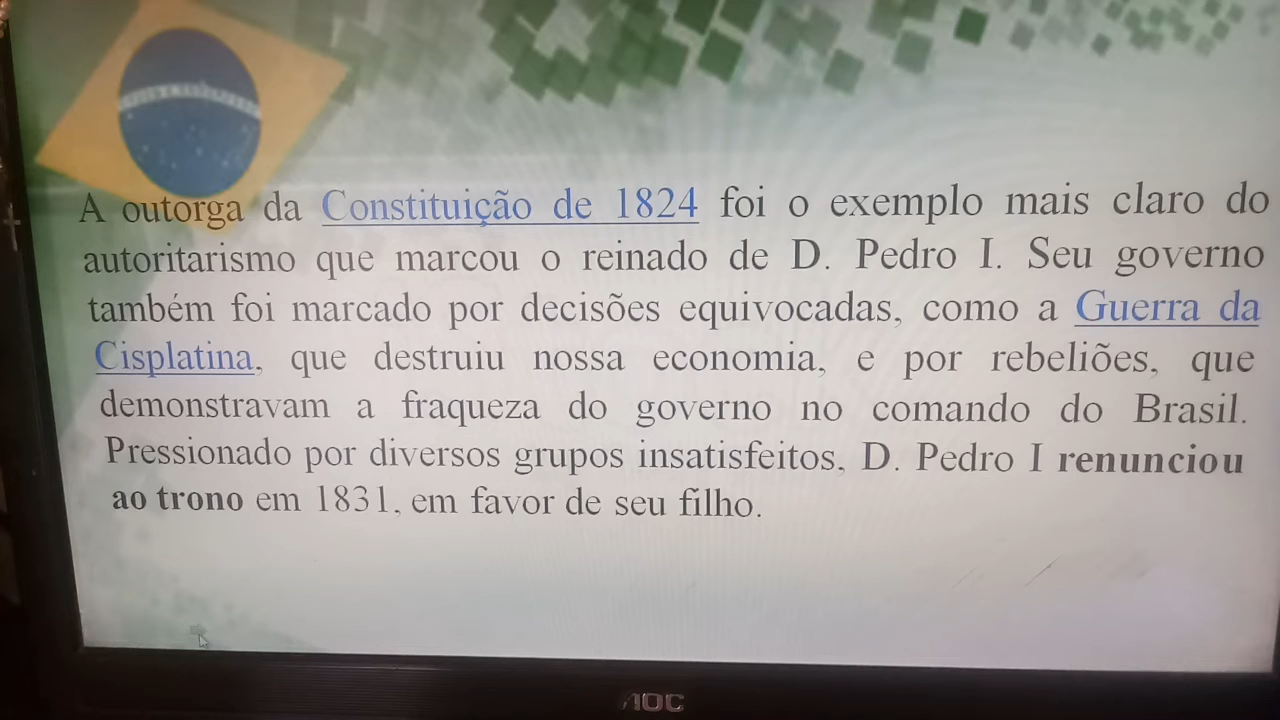 A outorga da Constituição de 1824 foi o exemplo mais claro do
autoritarismo que marcou o reinado de D. Pedro I. Seu governo
também foi marcado por decisões equivocadas, como a Guerra da
Cisplatina, que destruiu nossa economia, e por rebeliões, que
demonstravam a fraqueza do governo no comando do Brasil.
Pressionado por diversos grupos insatisfeitos, D. Pedro I renunciou
ao trono em 1831, em favor de seu filho.
AOC